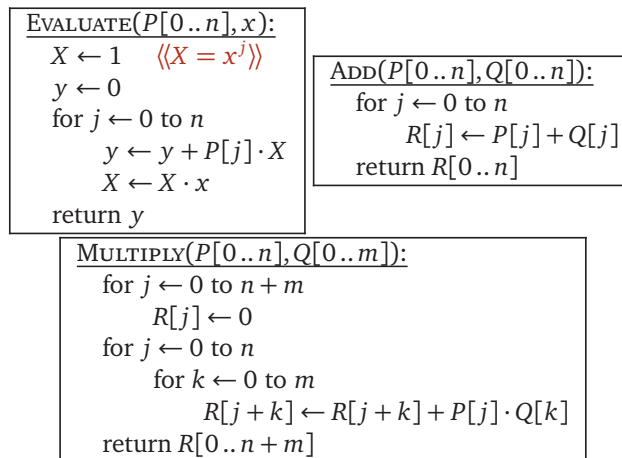 EVALUATE(P[0..n], x):
X ← 1 ⟪X = x^j⟫
y ← 0
for j ← 0 to n
y ← y + P[j] · X
X ← X · x
return y
ADD(P[0..n],Q[0..n]):
for j ← 0 to n
R[j] ← P[j] + Q[j]
return R[0..n]
MULTIPLY(P[0..n],Q[0..m]):
for j ← 0 to n + m
R[j] ← 0
for j ← 0 to n
for k ← 0 to m
R[j + k] ← R[j + k] + P[j] · Q[k]
return R[0..n + m]